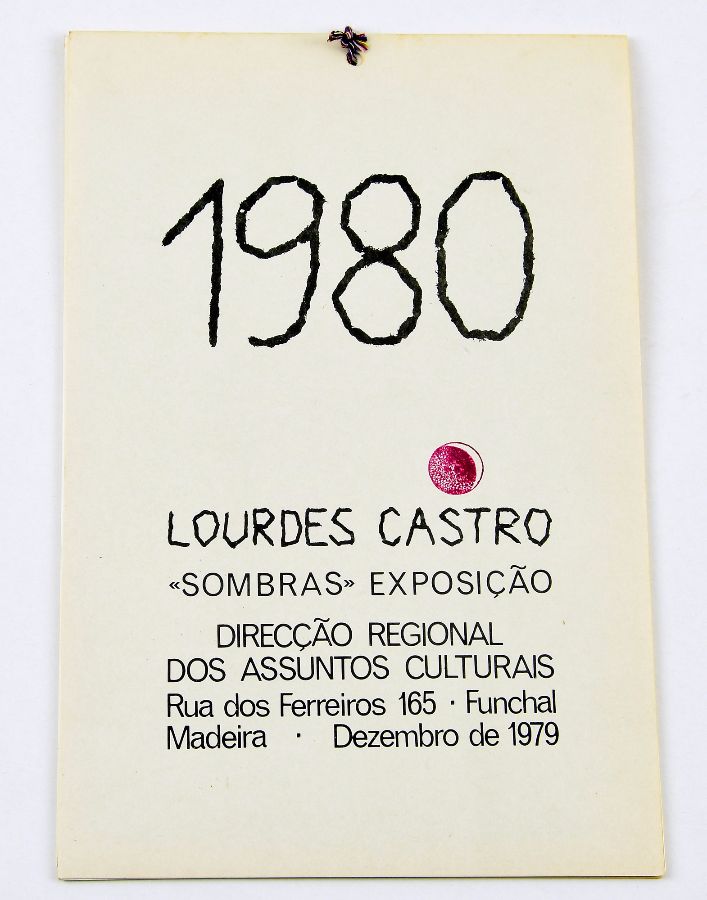 1980
LOURDES CASTRO
«SOMBRAS» EXPOSIÇÃO
DIRECÇÃO REGIONAL
DOS ASSUNTOS CULTURAIS
Rua dos Ferreiros 165 · Funchal
Madeira · Dezembro de 1979